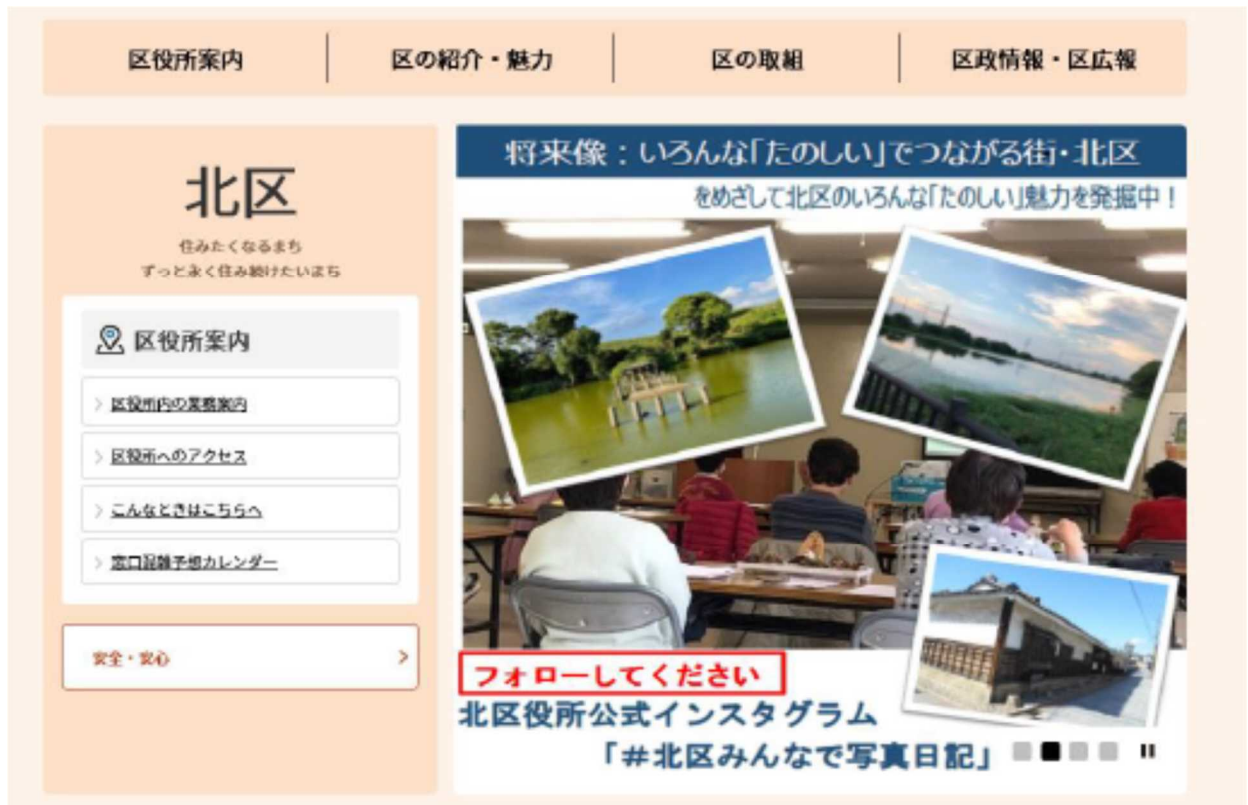 区役所案内
区の紹介・魅力
区の取組
区政情報・区広報
北区
住みたくなるまち
ずっと永く住み続けたいまち
区役所案内
区役所内の業務案内
区役所へのアクセス
こんなときはこちらへ
窓口混雑予想カレンダー
安全・安心
将来像：いろんな「たのしい」でつながる街・北区
をめざして北区のいろんな「たのしい」魅力を発掘中！
フォローしてください
北区役所公式インスタグラム
「＃北区みんなで写真日記」